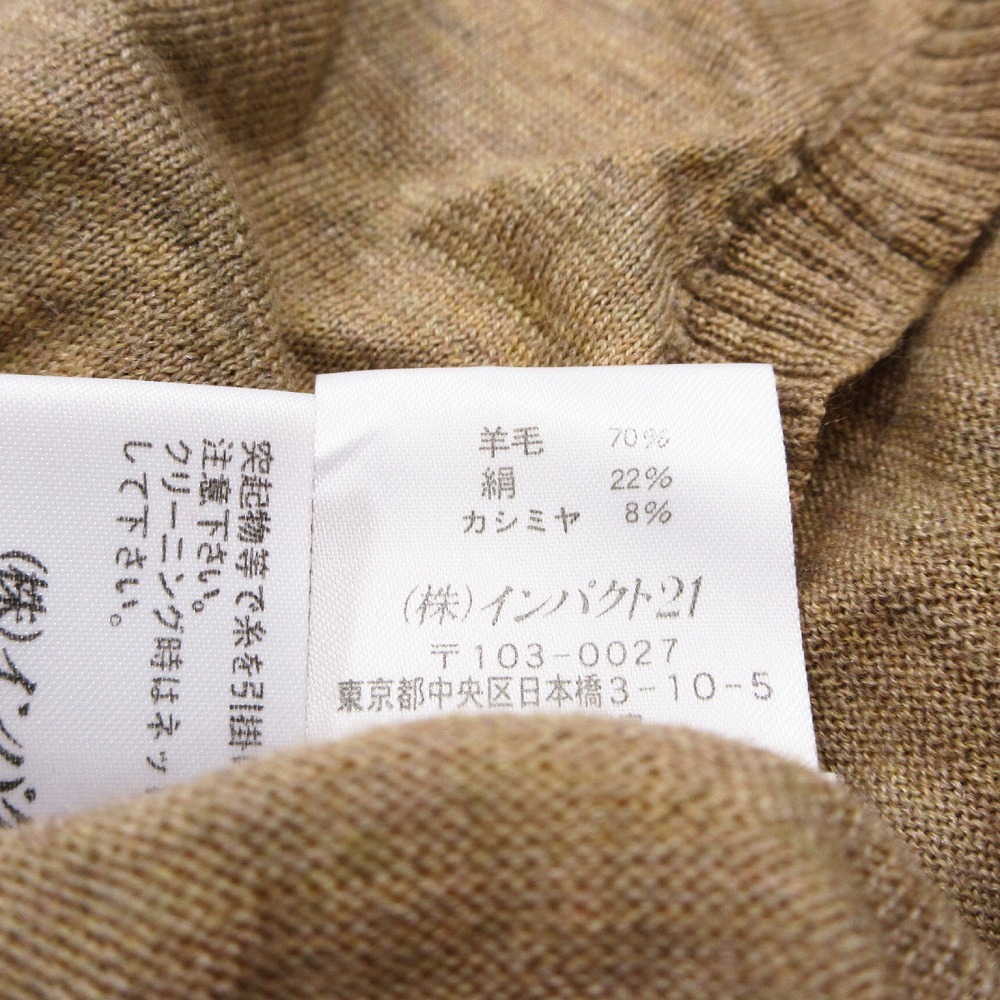 羊毛 70%
絹 22%
カシミヤ 8%
(株)インパクト21
〒103-0027
東京都中央区日本橋3-10-5
突起物等で糸を引掛
注意下さい。
クリーニング時はネッ
して下さい。
(株)インパク